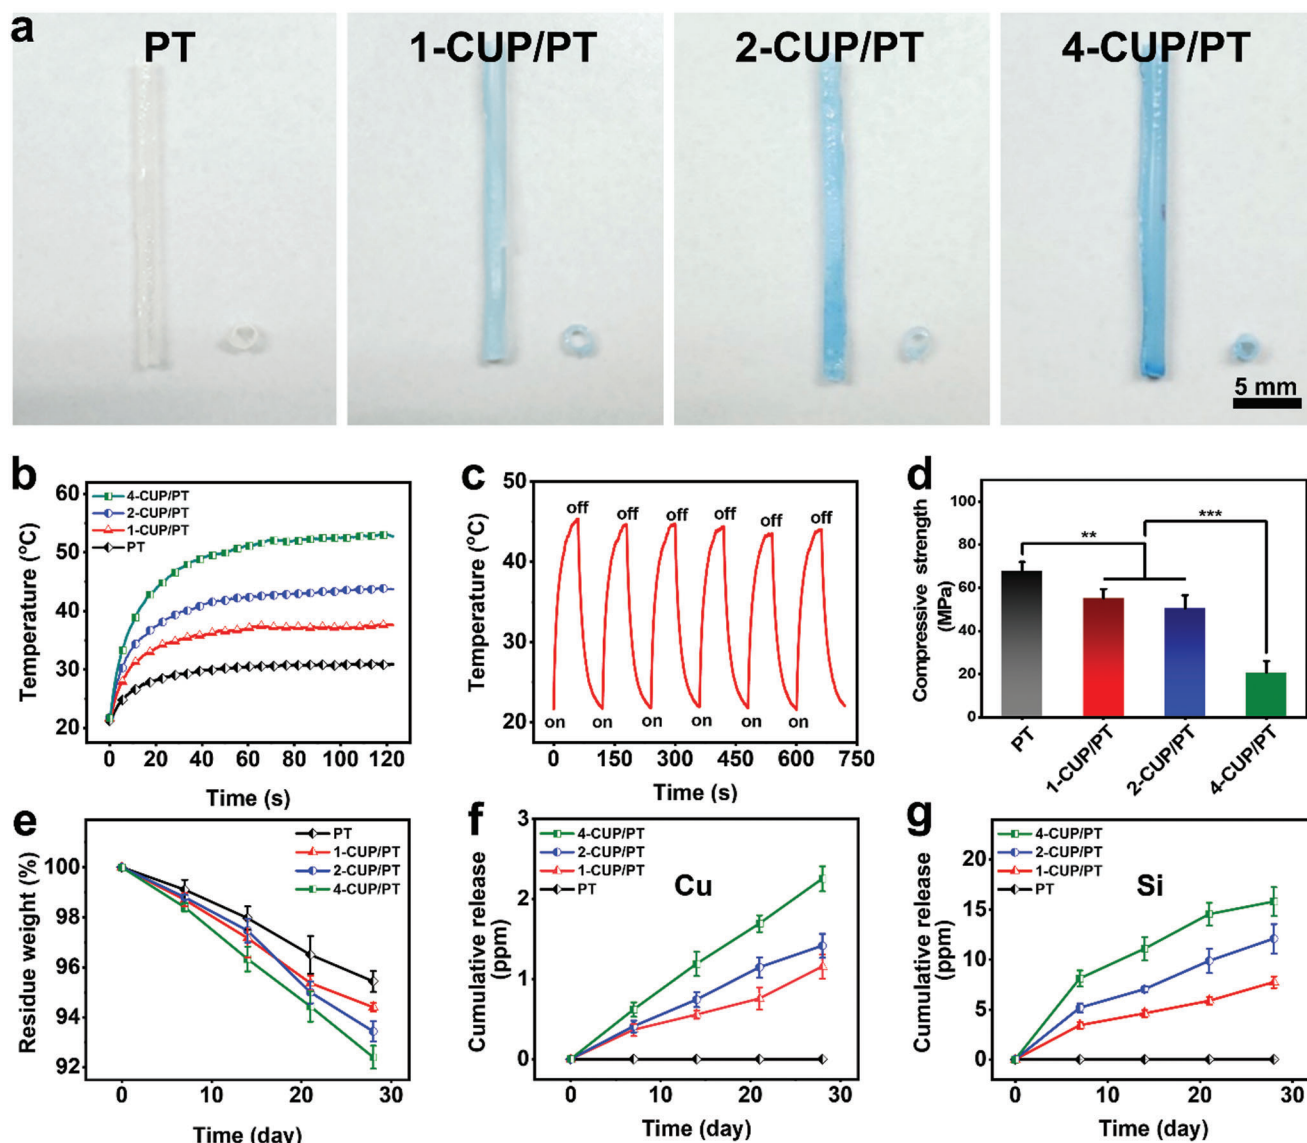 a
PT
1-CUP/PT
2-CUP/PT
4-CUP/PT
5 mm
b
Temperature (°C)
60
50
40
30
20
4-CUP/PT
2-CUP/PT
1-CUP/PT
PT
0 20 40 60 80 100 120
Time (s)
c
Temperature (°C)
50
40
30
20
off off off off off off
on on on on on on
0 150 300 450 600 750
Time (s)
d
Compressive strength
(MPa)
100
80
60
40
20
0
**
***
PT
1-CUP/PT
2-CUP/PT
4-CUP/PT
e
Residue weight (%)
100
98
96
94
92
PT
1-CUP/PT
2-CUP/PT
4-CUP/PT
0 10 20 30
Time (day)
f
Cumulative release
(ppm)
3
2
1
0
4-CUP/PT
2-CUP/PT
1-CUP/PT
PT
Cu
0 10 20 30
Time (day)
g
Cumulative release
(ppm)
20
15
10
5
0
4-CUP/PT
2-CUP/PT
1-CUP/PT
PT
Si
0 10 20 30
Time (day)